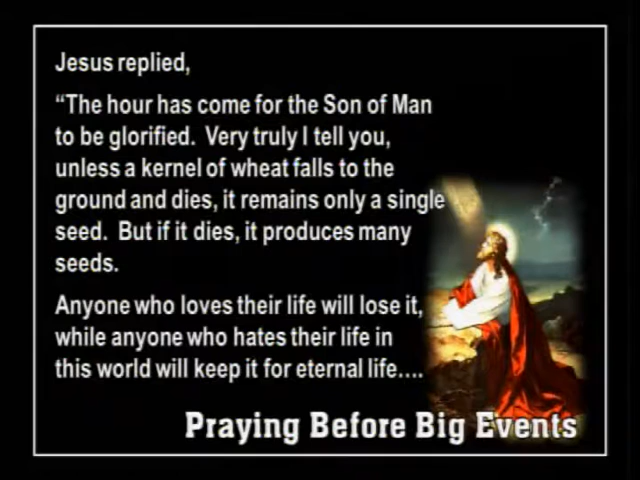 Jesus replied,
“The hour has come for the Son of Man
to be glorified.  Very truly I tell you,
unless a kernel of wheat falls to the
ground and dies, it remains only a single
seed.  But if it dies, it produces many
seeds.
Anyone who loves their life will lose it,
while anyone who hates their life in
this world will keep it for eternal life….
Praying Before Big Events